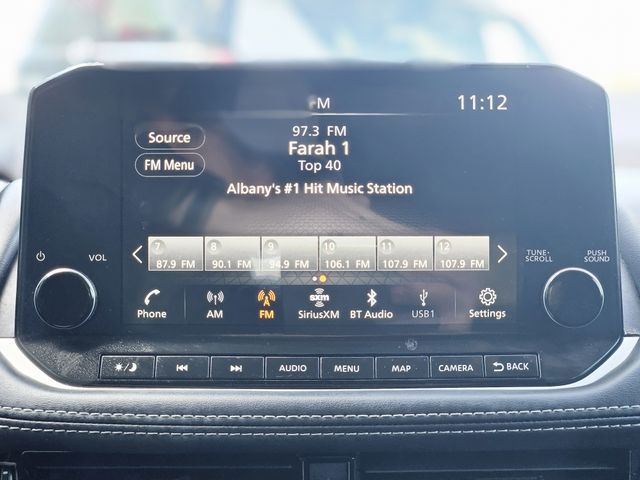 FM 11:12
Source
FM Menu
97.3 FM
Farah 1
Top 40
Albany's #1 Hit Music Station
7 8 9 10 11 12
87.9 FM 90.1 FM 94.9 FM 106.1 FM 107.9 FM 107.9 FM
VOL
TUNE·SCROLL
PUSH SOUND
Phone AM FM SiriusXM BT Audio USB1 Settings
sxm
AUDIO MENU MAP CAMERA BACK